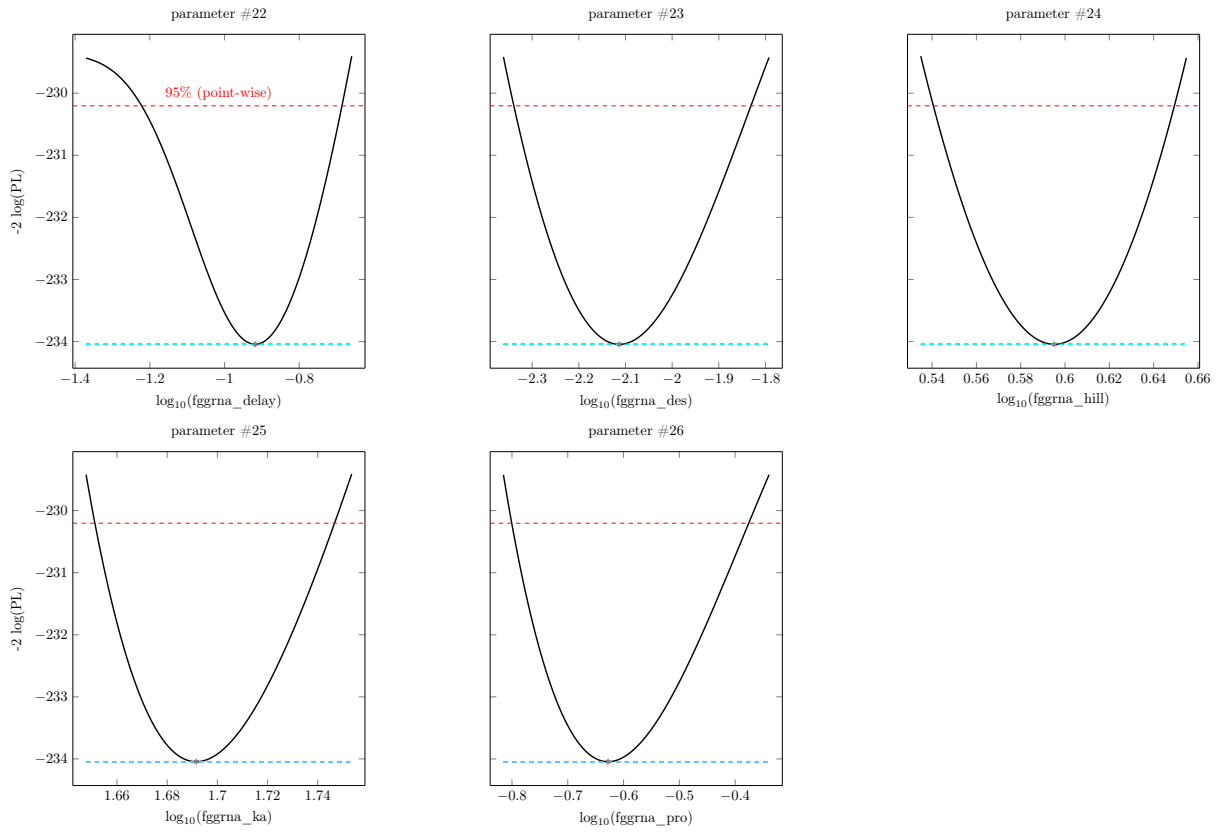 parameter #22
parameter #23
parameter #24
95% (point-wise)
−230
−231
−232
−233
−234
-2 log(PL)
−1.4 −1.2 −1 −0.8
log10(fggrna_delay)
−2.3 −2.2 −2.1 −2 −1.9 −1.8
log10(fggrna_des)
0.54 0.56 0.58 0.6 0.62 0.64 0.66
log10(fggrna_hill)
parameter #25
parameter #26
−230
−231
−232
−233
−234
-2 log(PL)
1.66 1.68 1.7 1.72 1.74
log10(fggrna_ka)
−0.8 −0.7 −0.6 −0.5 −0.4
log10(fggrna_pro)